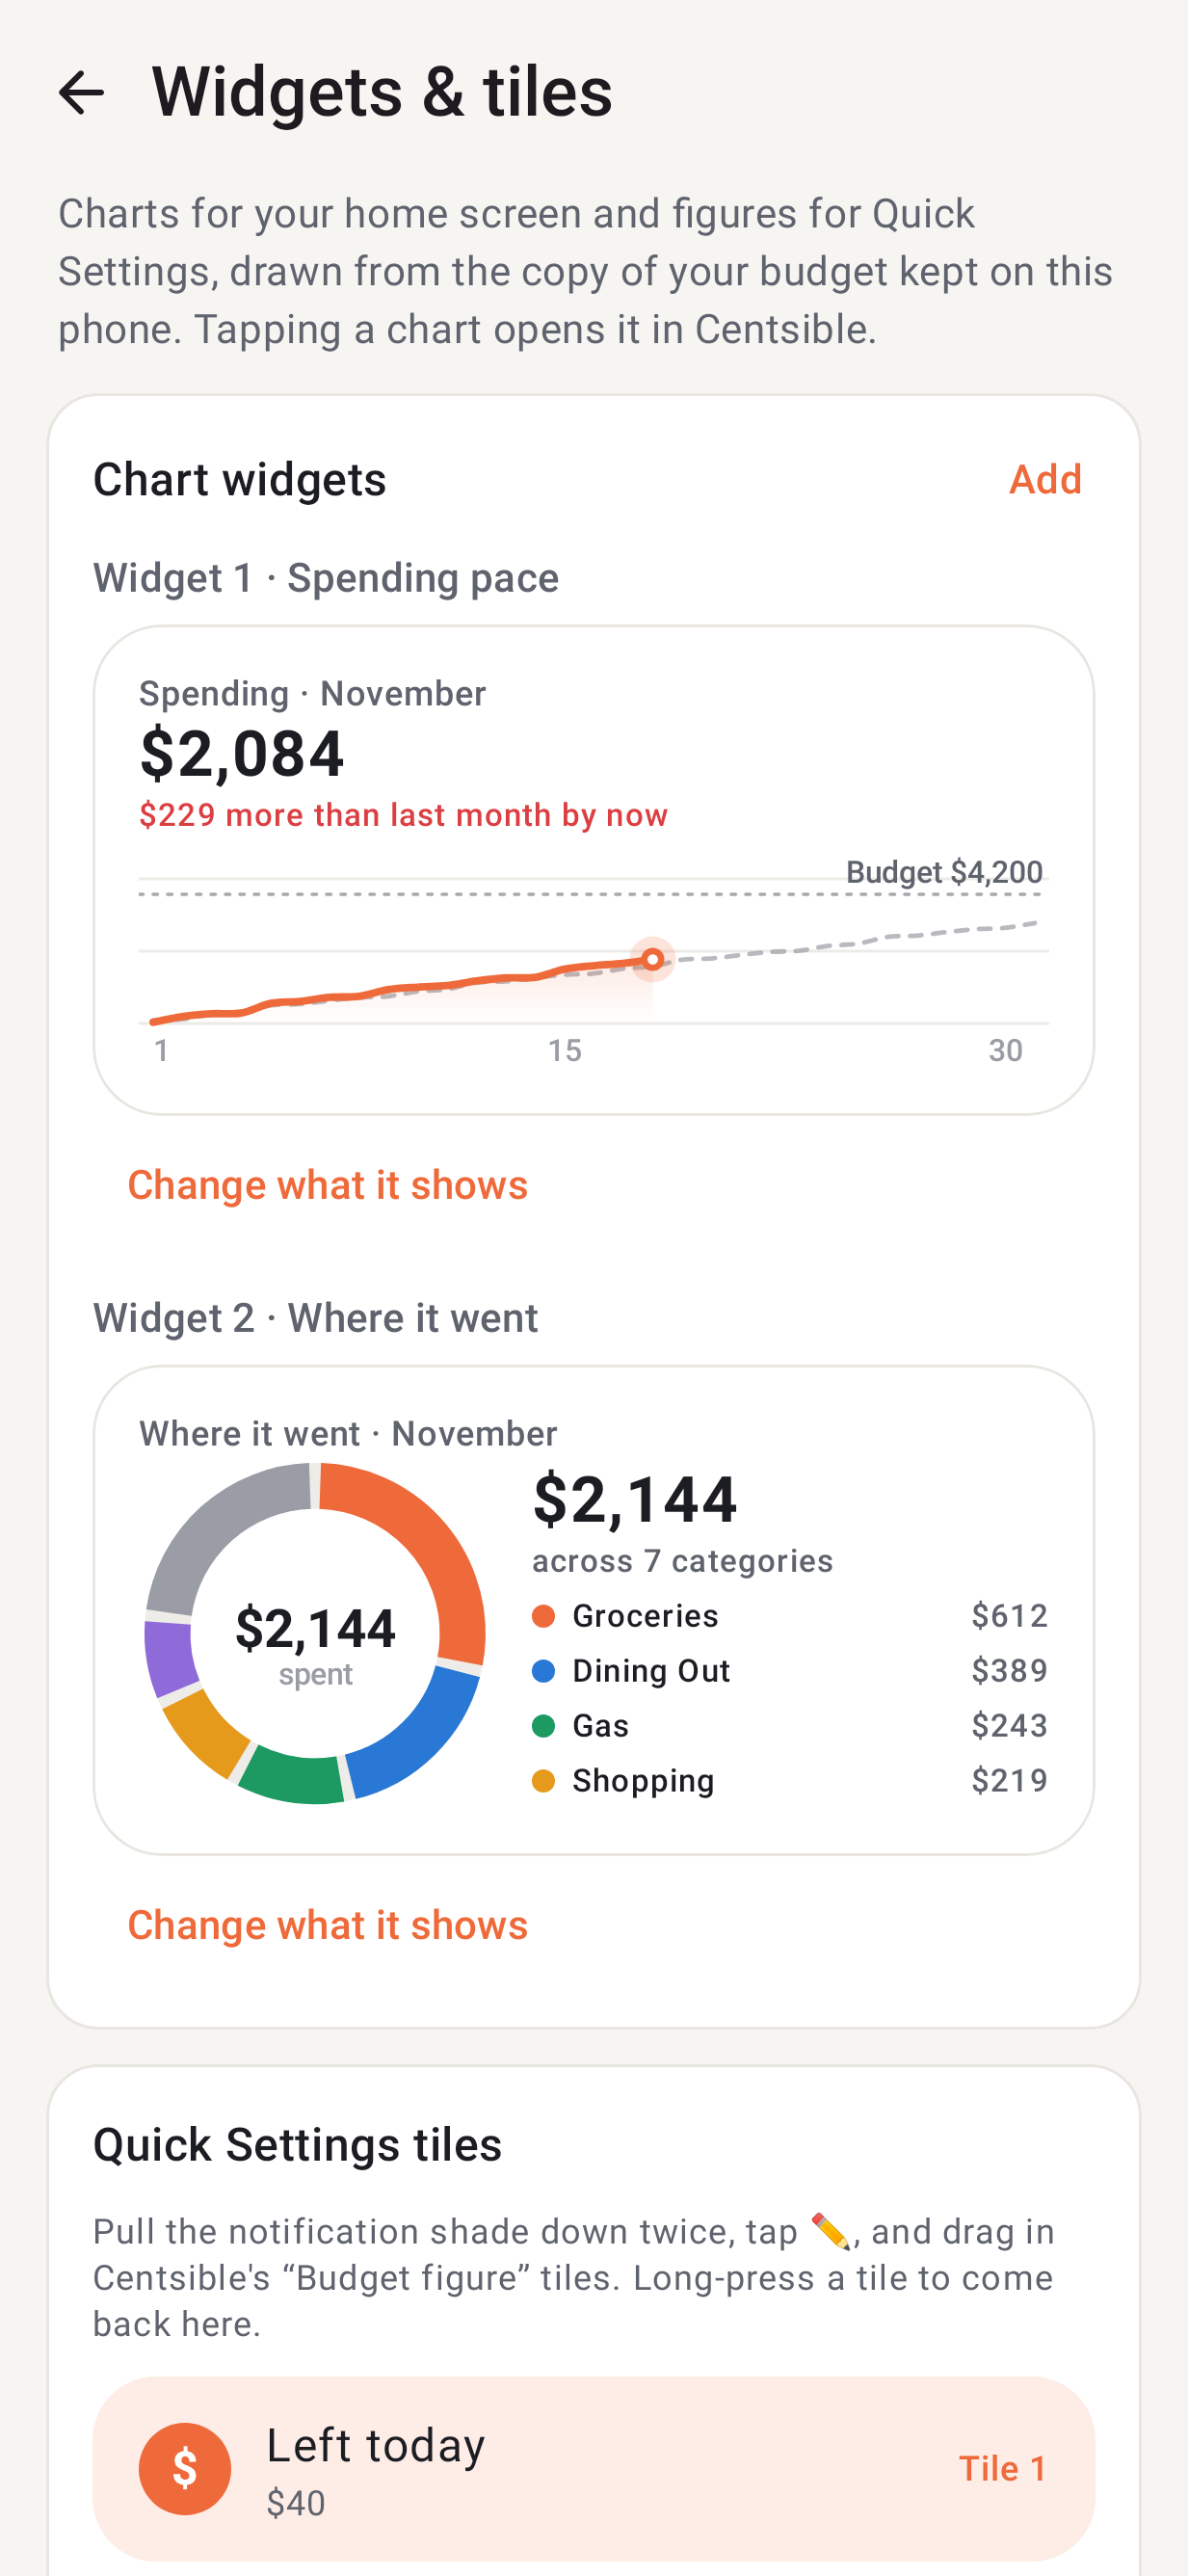 Widgets & tiles
Charts for your home screen and figures for Quick
Settings, drawn from the copy of your budget kept on this
phone. Tapping a chart opens it in Centsible.
Chart widgets
Add
Widget 1 · Spending pace
Spending · November
$2,084
$229 more than last month by now
Budget $4,200
1 15 30
Change what it shows
Widget 2 · Where it went
Where it went · November
$2,144
spent
$2,144
across 7 categories
Groceries $612
Dining Out $389
Gas $243
Shopping $219
Change what it shows
Quick Settings tiles
Pull the notification shade down twice, tap ✏️, and drag in
Centsible's “Budget figure” tiles. Long-press a tile to come
back here.
$
Left today
$40
Tile 1